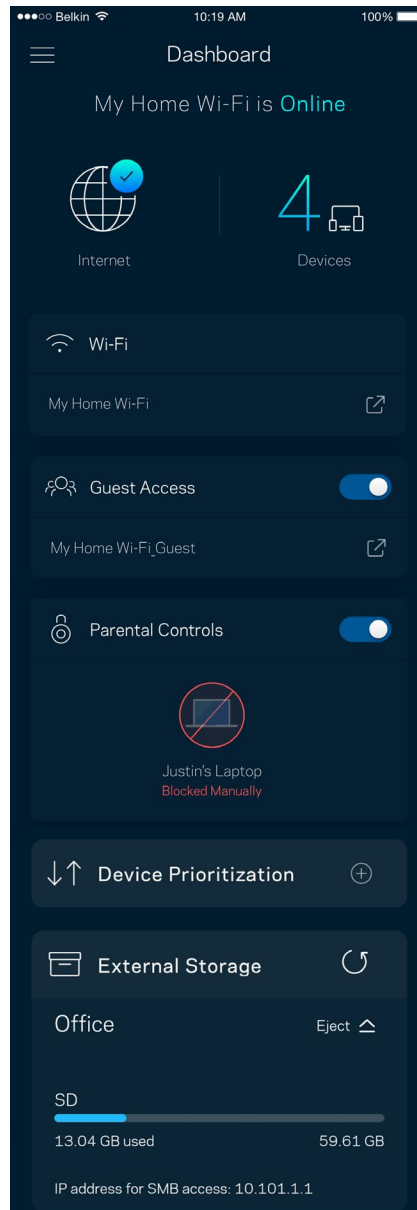 Belkin 10:19 AM 100%
Dashboard
My Home Wi-Fi is Online
4
Internet Devices
Wi-Fi
My Home Wi-Fi
Guest Access
My Home Wi-Fi_Guest
Parental Controls
Justin's Laptop
Blocked Manually
Device Prioritization
External Storage
Office Eject
SD
13.04 GB used 59.61 GB
IP address for SMB access: 10.101.1.1